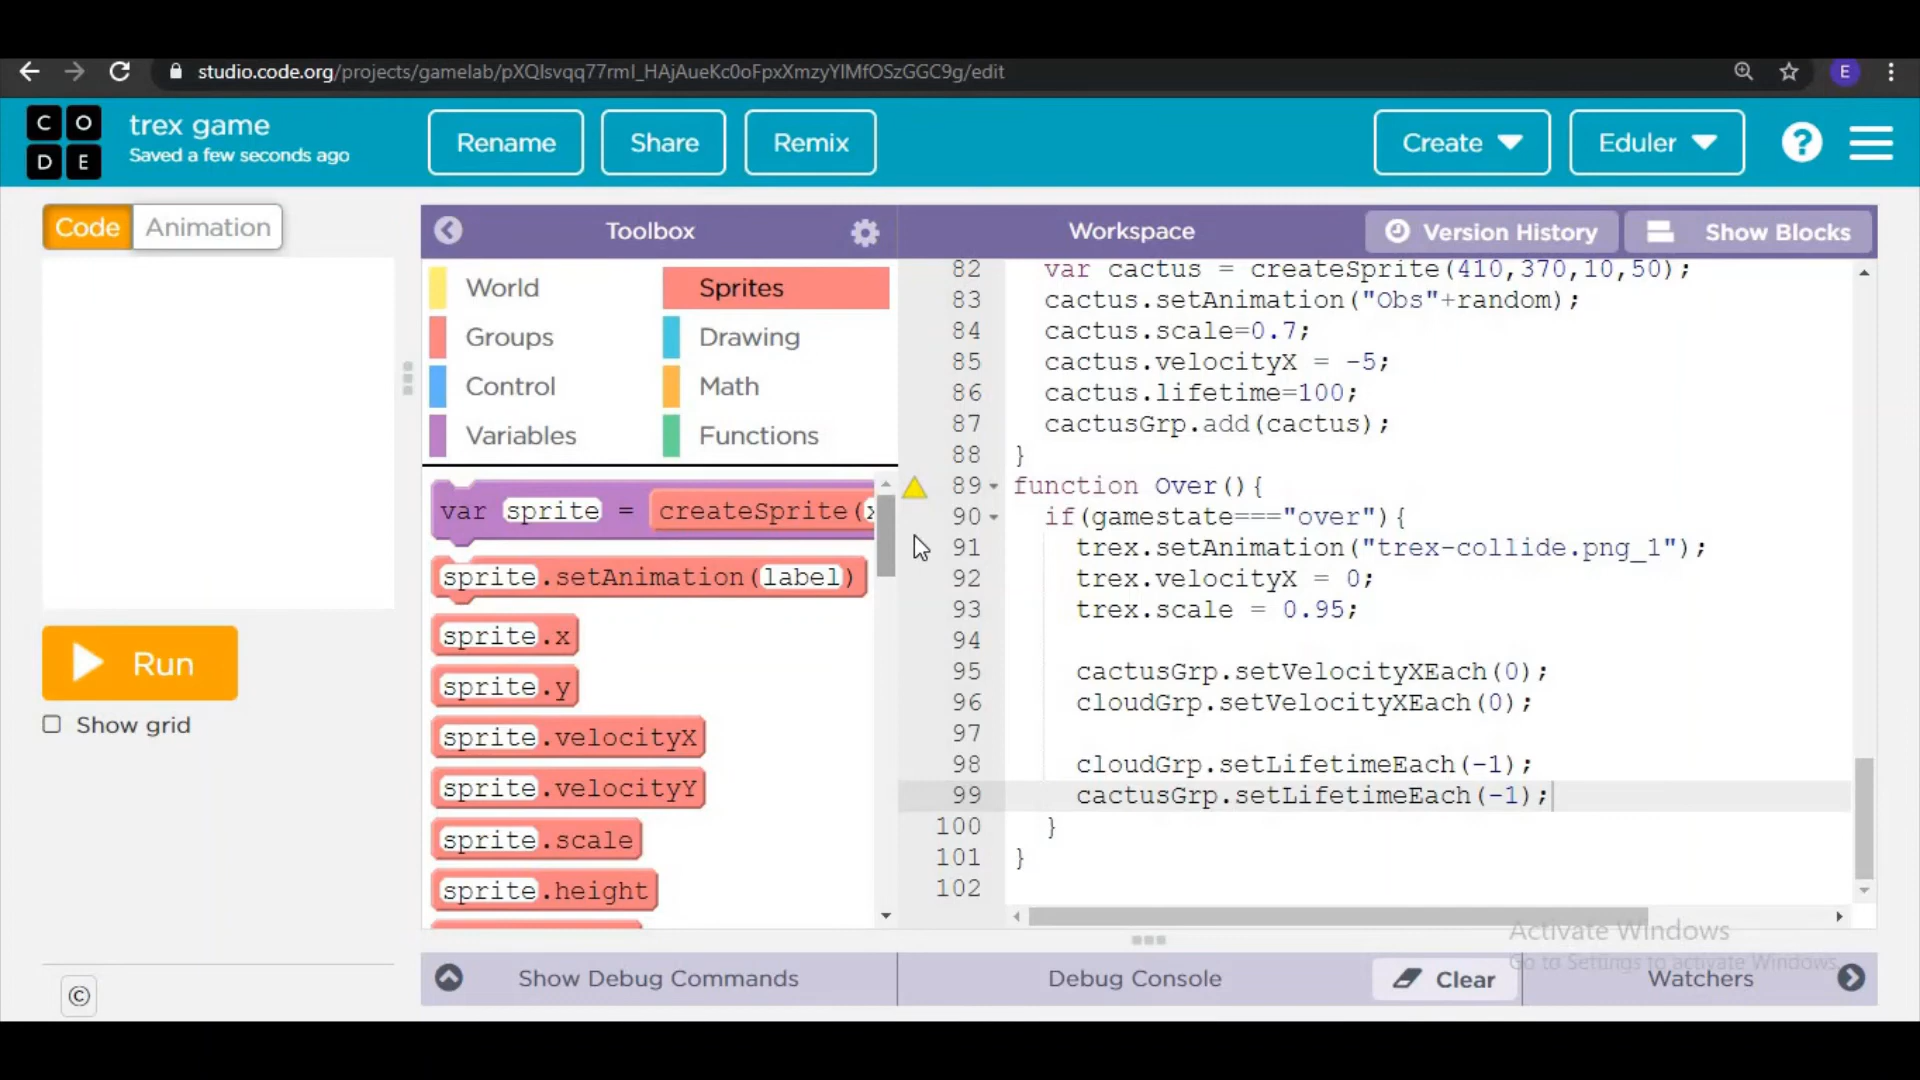 studio.code.org/projects/gamelab/
E
C O
D E
trex game
Saved a few seconds ago
Rename
Share
Remix
Create
Eduler
?
Code
Animation
Toolbox
Workspace
Version History
Show Blocks
World
Sprites
Groups
Drawing
Control
Math
Variables
Functions
var sprite = createSprite(x
sprite.setAnimation(label)
sprite.x
sprite.y
sprite.velocityX
sprite.velocityY
sprite.scale
sprite.height
82 var cactus = createSprite(410,370,10,50);
83 cactus.setAnimation("Obs"+random);
84 cactus.scale=0.7;
85 cactus.velocityX = -5;
86 cactus.lifetime=100;
87 cactusGrp.add(cactus);
88 }
89 function Over(){
90 if(gamestate==="over"){
91 trex.setAnimation("trex-collide.png_1");
92 trex.velocityX = 0;
93 trex.scale = 0.95;
94
95 cactusGrp.setVelocityXEach(0);
96 cloudGrp.setVelocityXEach(0);
97
98 cloudGrp.setLifetimeEach(-1);
99 cactusGrp.setLifetimeEach(-1);
100 }
101 }
102
Run
Show grid
©
Activate Windows
Go to Settings to activate Windows.
Show Debug Commands
Debug Console
Clear
Watchers